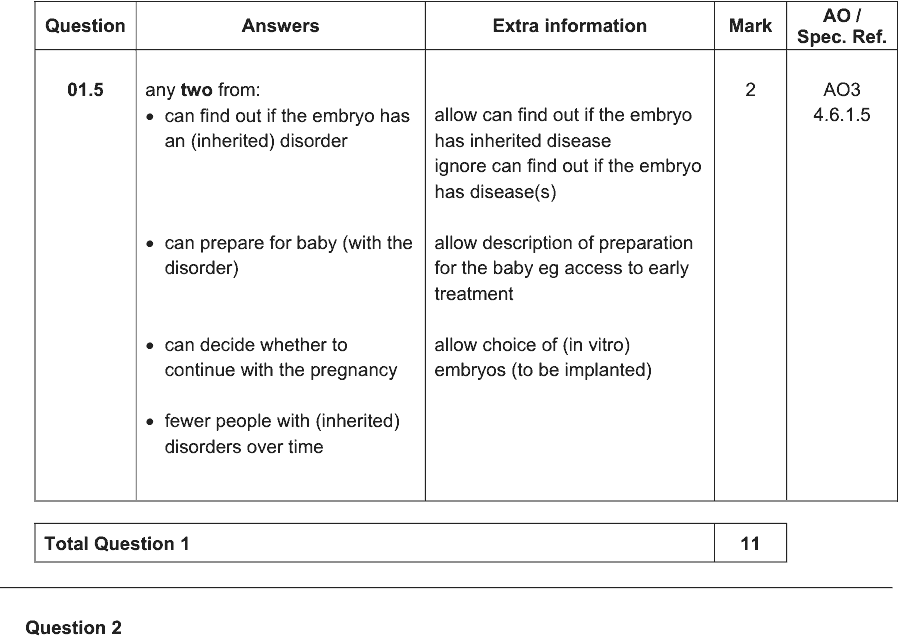 Question Answers Extra information Mark AO /
Spec. Ref.
01.5 any two from: 2 AO3
• can find out if the embryo has allow can find out if the embryo 4.6.1.5
an (inherited) disorder has inherited disease
ignore can find out if the embryo
has disease(s)
• can prepare for baby (with the allow description of preparation
disorder) for the baby eg access to early
treatment
• can decide whether to allow choice of (in vitro)
continue with the pregnancy embryos (to be implanted)
• fewer people with (inherited)
disorders over time
Total Question 1 11
Question 2